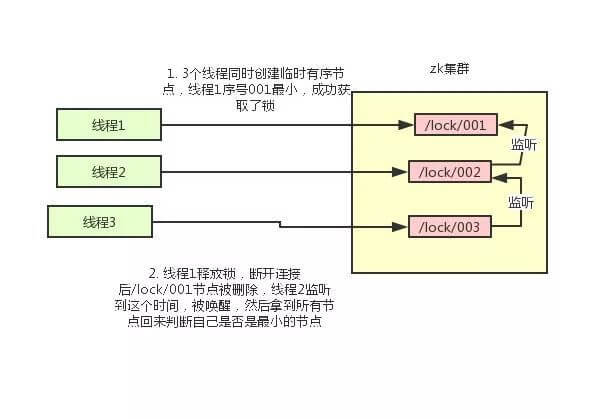 1. 3个线程同时创建临时有序节
点，线程1序号001最小，成功获
取了锁
zk集群
线程1
/lock/001
监听
线程2
/lock/002
监听
线程3
/lock/003
2. 线程1释放锁，断开连接
后/lock/001节点被删除，线程2监听
到这个时间，被唤醒，然后拿到所有节
点回来判断自己是否是最小的节点